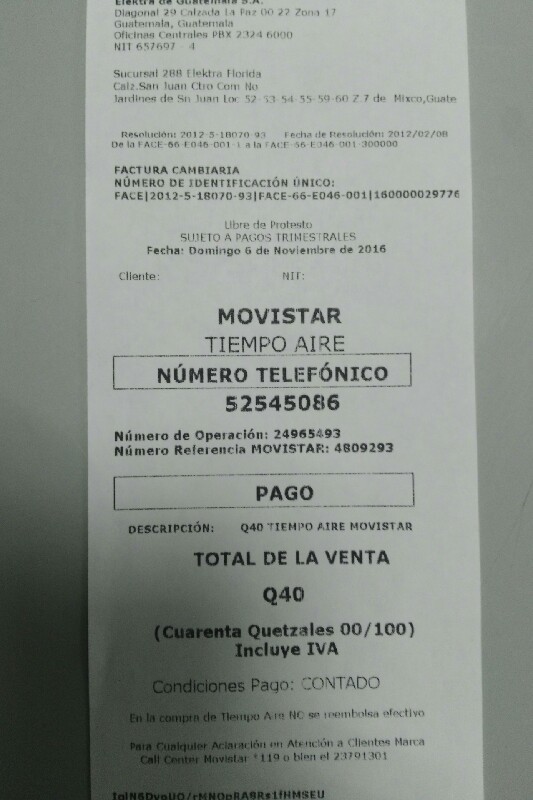 Elektra de Guatemala S.A.
Diagonal 29 Calzada La Paz 00 27 Zona 17
Guatemala, Guatemala
Oficinas Centrales PBX 2324 6000
NIT 657697 - 4
Sucursal 288 Elektra Florida
Calz.San Juan Ctro Com No
Jardines de Sn Juan Loc 52-53-54-55-59-60 Z 7 de Mixco,Guate
Resolución: 2012-5-18070-93 Fecha de Resolución: 2012/02/08
De la FACE-66-E046-001-1 a la FACE-66-E046-001-300000
FACTURA CAMBIARIA
NÚMERO DE IDENTIFICACIÓN ÚNICO:
FACE|2012-5-18070-93|FACE-66-E046-001|160000029776
Libre de Protesto
SUJETO A PAGOS TRIMESTRALES
Fecha: Domingo 6 de Noviembre de 2016
Cliente: NIT:
MOVISTAR
TIEMPO AIRE
NÚMERO TELEFÓNICO
52545086
Número de Operación: 24965493
Número Referencia MOVISTAR: 4809293
PAGO
DESCRIPCIÓN: Q40 TIEMPO AIRE MOVISTAR
TOTAL DE LA VENTA
Q40
(Cuarenta Quetzales 00/100)
Incluye IVA
Condiciones Pago: CONTADO
En la compra de Tiempo Aire NO se reembolsa efectivo
Para Cualquier Aclaración en Atención a Clientes Marca
Call Center Movistar *119 o bien el 23791301